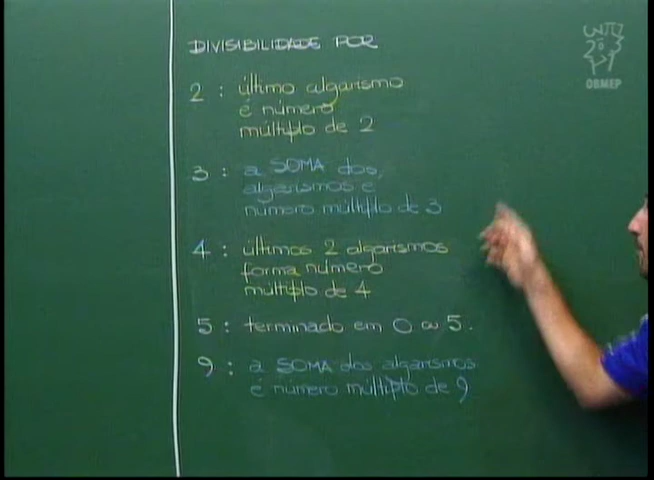 DIVISIBILIDADE POR
2 : último algarismo
é número
múltiplo de 2
3 : a SOMA dos
algarismos é
número múltiplo de 3
4 : últimos 2 algarismos
forma número
múltiplo de 4
5 : terminado em 0 ou 5.
9 : a SOMA dos algarismos
é número múltiplo de 9
OBMEP